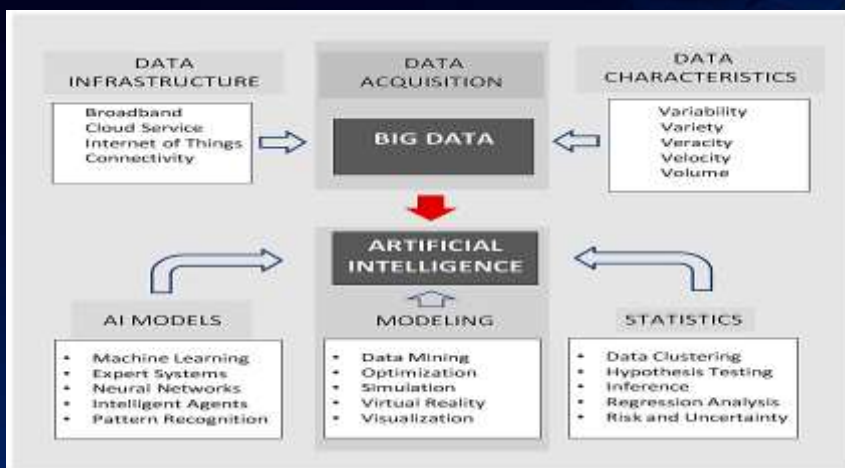 DATA
INFRASTRUCTURE
Broadband
Cloud Service
Internet of Things
Connectivity
DATA
ACQUISITION
BIG DATA
DATA
CHARACTERISTICS
Variability
Variety
Veracity
Velocity
Volume
ARTIFICIAL
INTELLIGENCE
AI MODELS
• Machine Learning
• Expert Systems
• Neural Networks
• Intelligent Agents
• Pattern Recognition
MODELING
• Data Mining
• Optimization
• Simulation
• Virtual Reality
• Visualization
STATISTICS
• Data Clustering
• Hypothesis Testing
• Inference
• Regression Analysis
• Risk and Uncertainty